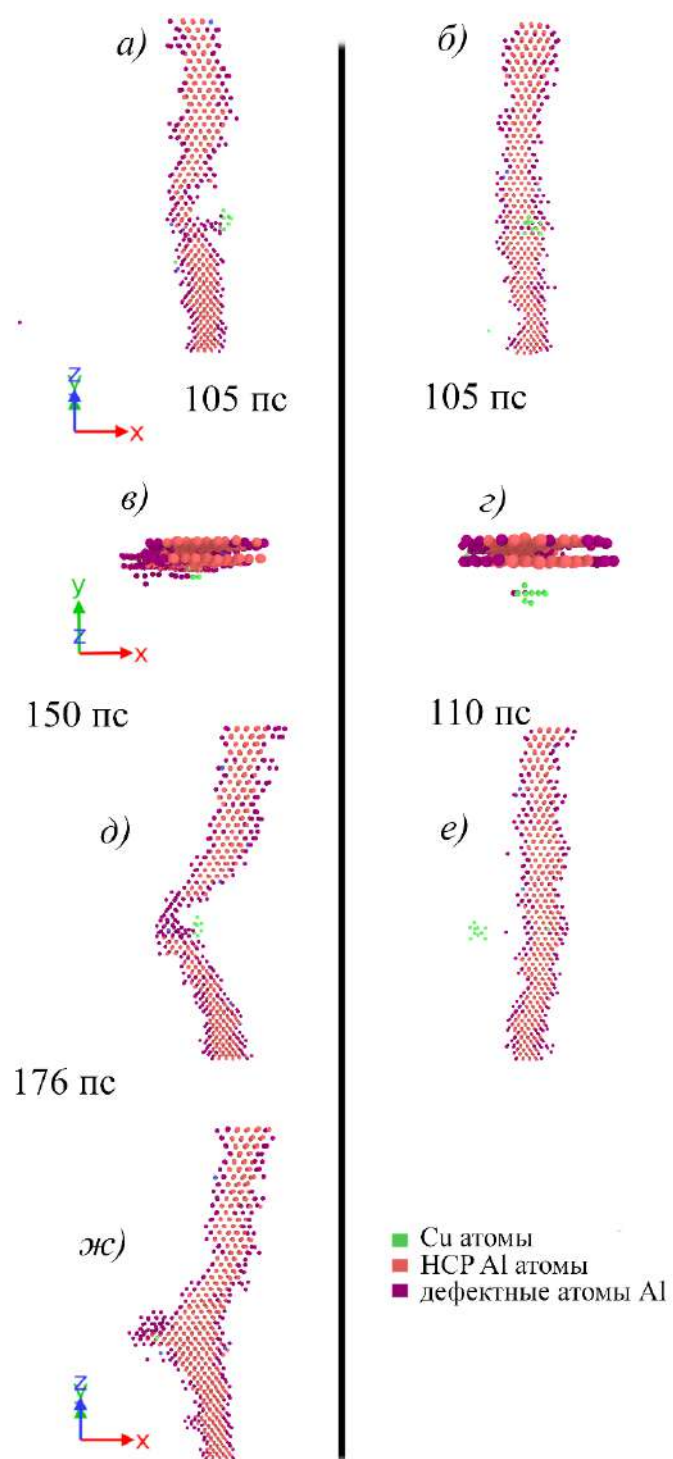 а)
б)
z
y
x
105 пс
105 пс
в)
г)
y
z
x
150 пс
110 пс
д)
е)
176 пс
ж)
Cu атомы
HCP Al атомы
дефектные атомы Al
z
y
x